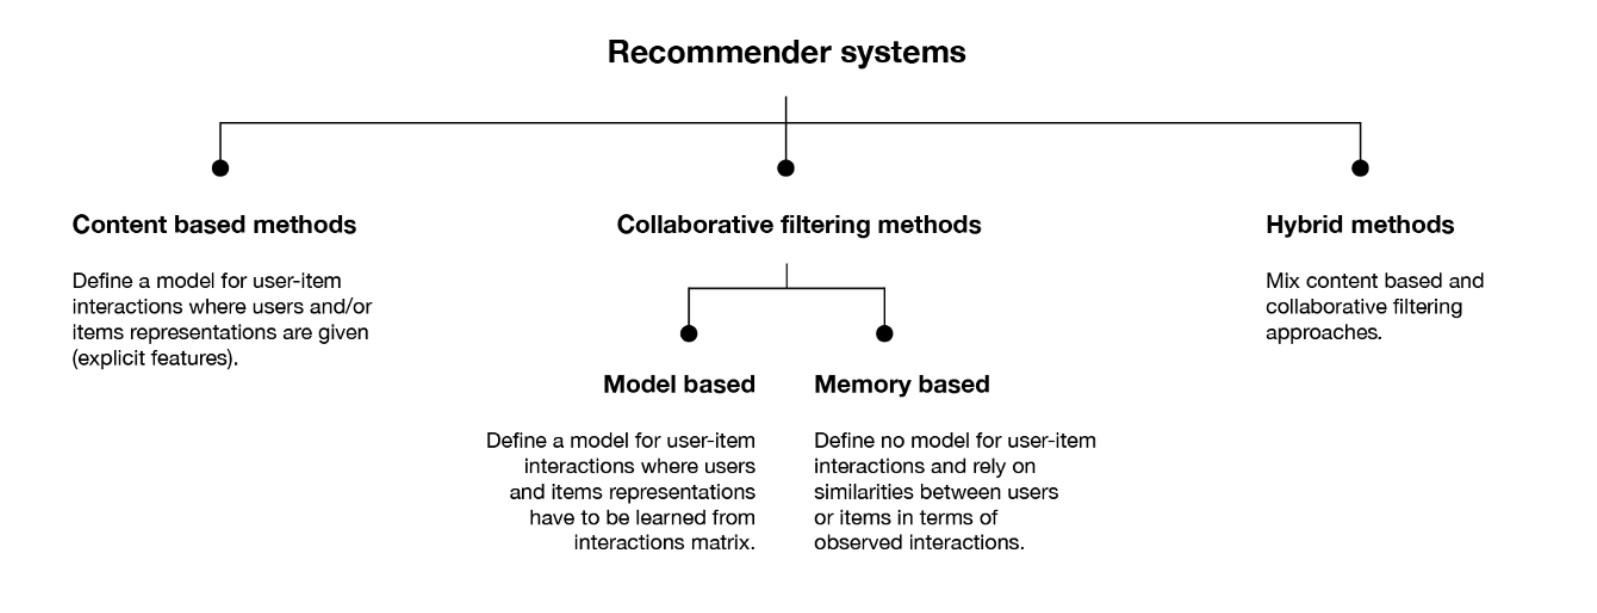 Recommender systems
Content based methods
Define a model for user-item
interactions where users and/or
items representations are given
(explicit features).
Collaborative filtering methods
Model based
Define a model for user-item
interactions where users
and items representations
have to be learned from
interactions matrix.
Memory based
Define no model for user-item
interactions and rely on
similarities between users
or items in terms of
observed interactions.
Hybrid methods
Mix content based and
collaborative filtering
approaches.